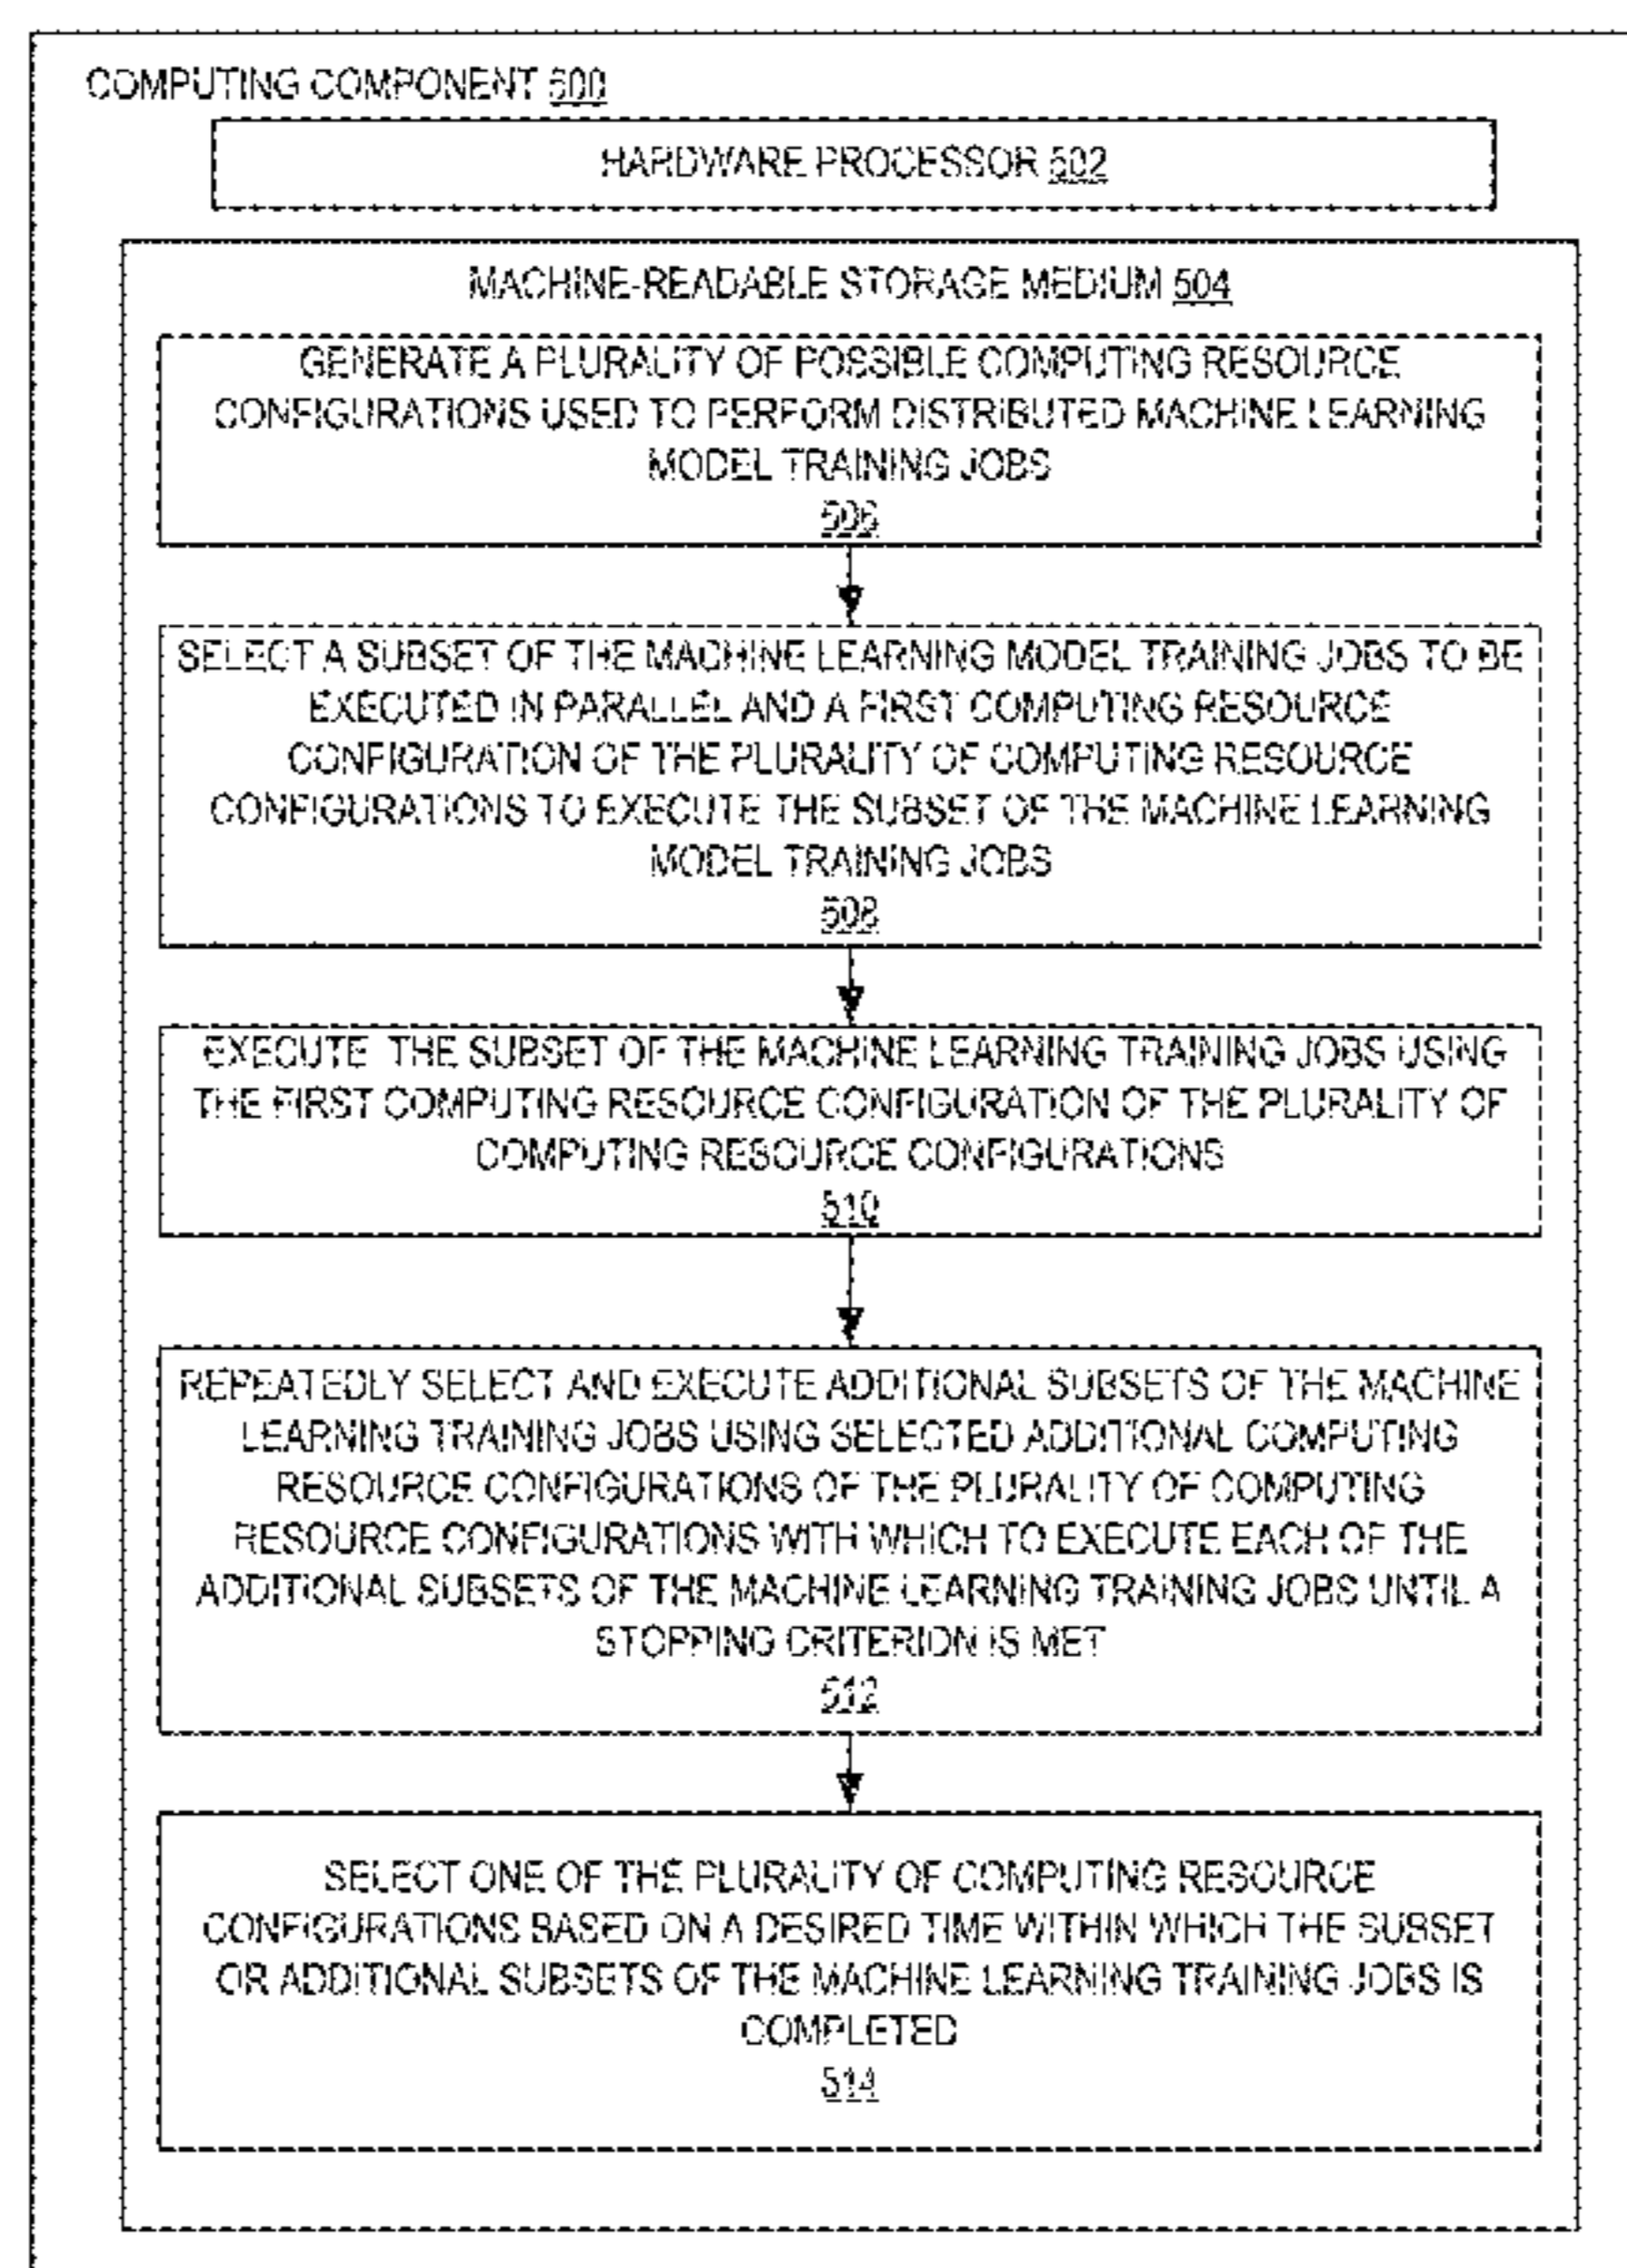 COMPUTING COMPONENT 500
HARDWARE PROCESSOR 502
MACHINE-READABLE STORAGE MEDIUM 504
GENERATE A PLURALITY OF POSSIBLE COMPUTING RESOURCE
CONFIGURATIONS USED TO PERFORM DISTRIBUTED MACHINE LEARNING
MODEL TRAINING JOBS
506
SELECT A SUBSET OF THE MACHINE LEARNING MODEL TRAINING JOBS TO BE
EXECUTED IN PARALLEL AND A FIRST COMPUTING RESOURCE
CONFIGURATION OF THE PLURALITY OF COMPUTING RESOURCE
CONFIGURATIONS TO EXECUTE THE SUBSET OF THE MACHINE LEARNING
MODEL TRAINING JOBS
508
EXECUTE THE SUBSET OF THE MACHINE LEARNING TRAINING JOBS USING
THE FIRST COMPUTING RESOURCE CONFIGURATION OF THE PLURALITY OF
COMPUTING RESOURCE CONFIGURATIONS
510
REPEATEDLY SELECT AND EXECUTE ADDITIONAL SUBSETS OF THE MACHINE
LEARNING TRAINING JOBS USING SELECTED ADDITIONAL COMPUTING
RESOURCE CONFIGURATIONS OF THE PLURALITY OF COMPUTING
RESOURCE CONFIGURATIONS WITH WHICH TO EXECUTE EACH OF THE
ADDITIONAL SUBSETS OF THE MACHINE LEARNING TRAINING JOBS UNTIL A
STOPPING CRITERION IS MET
512
SELECT ONE OF THE PLURALITY OF COMPUTING RESOURCE
CONFIGURATIONS BASED ON A DESIRED TIME WITHIN WHICH THE SUBSET
OR ADDITIONAL SUBSETS OF THE MACHINE LEARNING TRAINING JOBS IS
COMPLETED
514